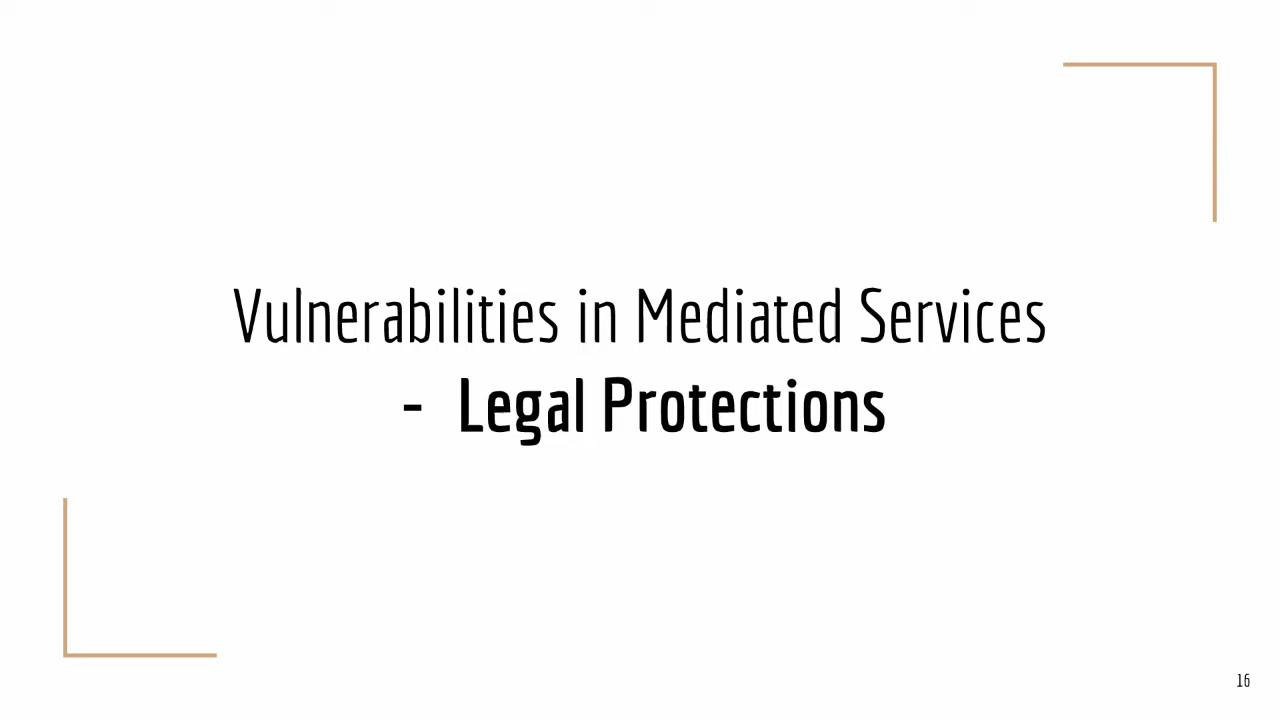 Vulnerabilities in Mediated Services
- Legal Protections
16